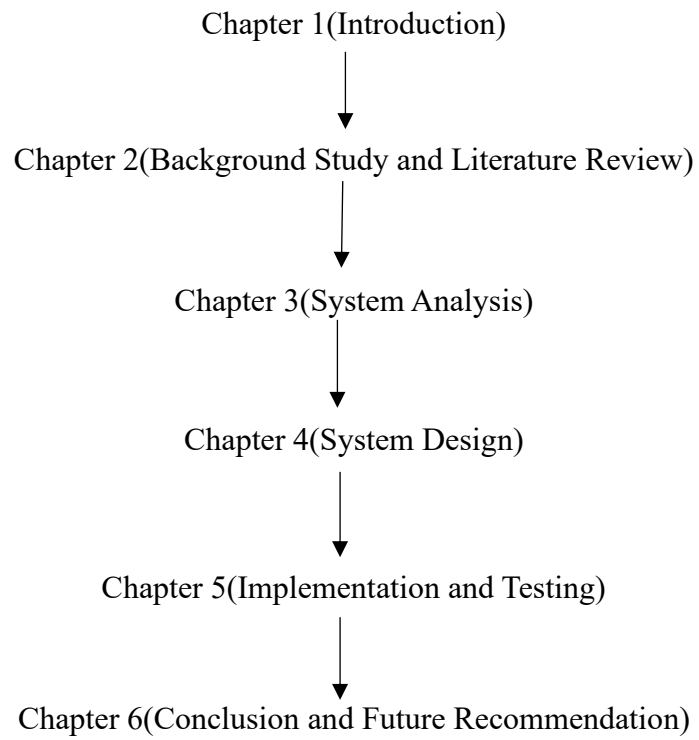 Chapter 1(Introduction)
Chapter 2(Background Study and Literature Review)
Chapter 3(System Analysis)
Chapter 4(System Design)
Chapter 5(Implementation and Testing)
Chapter 6(Conclusion and Future Recommendation)